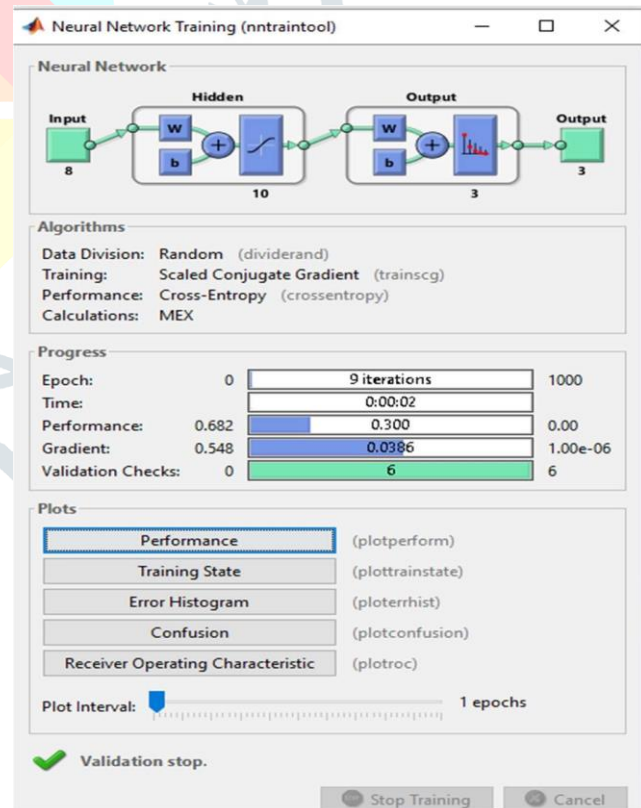 Neural Network Training (nntraintool)
Neural Network
Hidden
Output
Input
W
b
+
W
b
+
Output
8
10
3
3
Algorithms
Data Division: Random (dividerand)
Training: Scaled Conjugate Gradient (trainscg)
Performance: Cross-Entropy (crossentropy)
Calculations: MEX
Progress
Epoch: 0 9 iterations 1000
Time: 0:00:02
Performance: 0.682 0.300 0.00
Gradient: 0.548 0.0386 1.00e-06
Validation Checks: 0 6 6
Plots
Performance (plotperform)
Training State (plottrainstate)
Error Histogram (ploterrhist)
Confusion (plotconfusion)
Receiver Operating Characteristic (plotroc)
Plot Interval: 1 epochs
Validation stop.
Stop Training Cancel